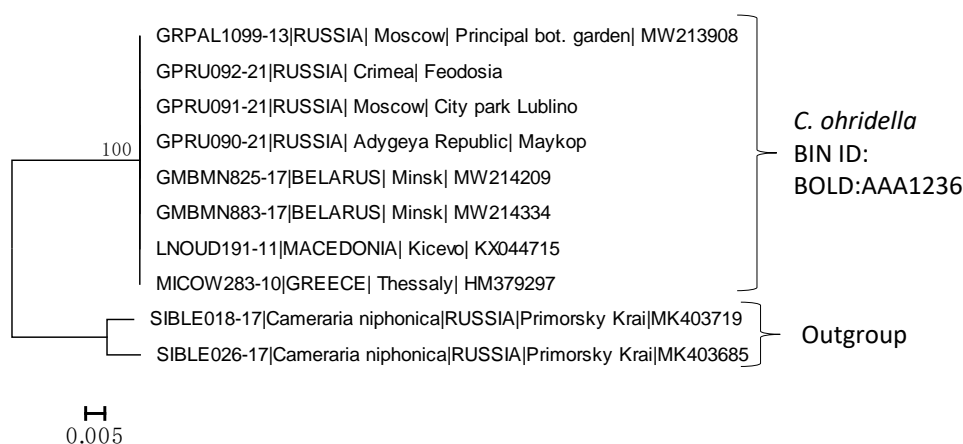 GRPAL1099-13|RUSSIA| Moscow| Principal bot. garden| MW213908
GPRU092-21|RUSSIA| Crimea| Feodosia
GPRU091-21|RUSSIA| Moscow| City park Lublino
GPRU090-21|RUSSIA| Adygeya Republic| Maykop
GMBMN825-17|BELARUS| Minsk| MW214209
GMBMN883-17|BELARUS| Minsk| MW214334
LNOUD191-11|MACEDONIA| Kicevo| KX044715
MICOW283-10|GREECE| Thessaly| HM379297
100
C. ohridella
BIN ID:
BOLD:AAA1236
SIBLE018-17|Cameraria niphonica|RUSSIA|Primorsky Krai|MK403719
SIBLE026-17|Cameraria niphonica|RUSSIA|Primorsky Krai|MK403685
Outgroup
0.005